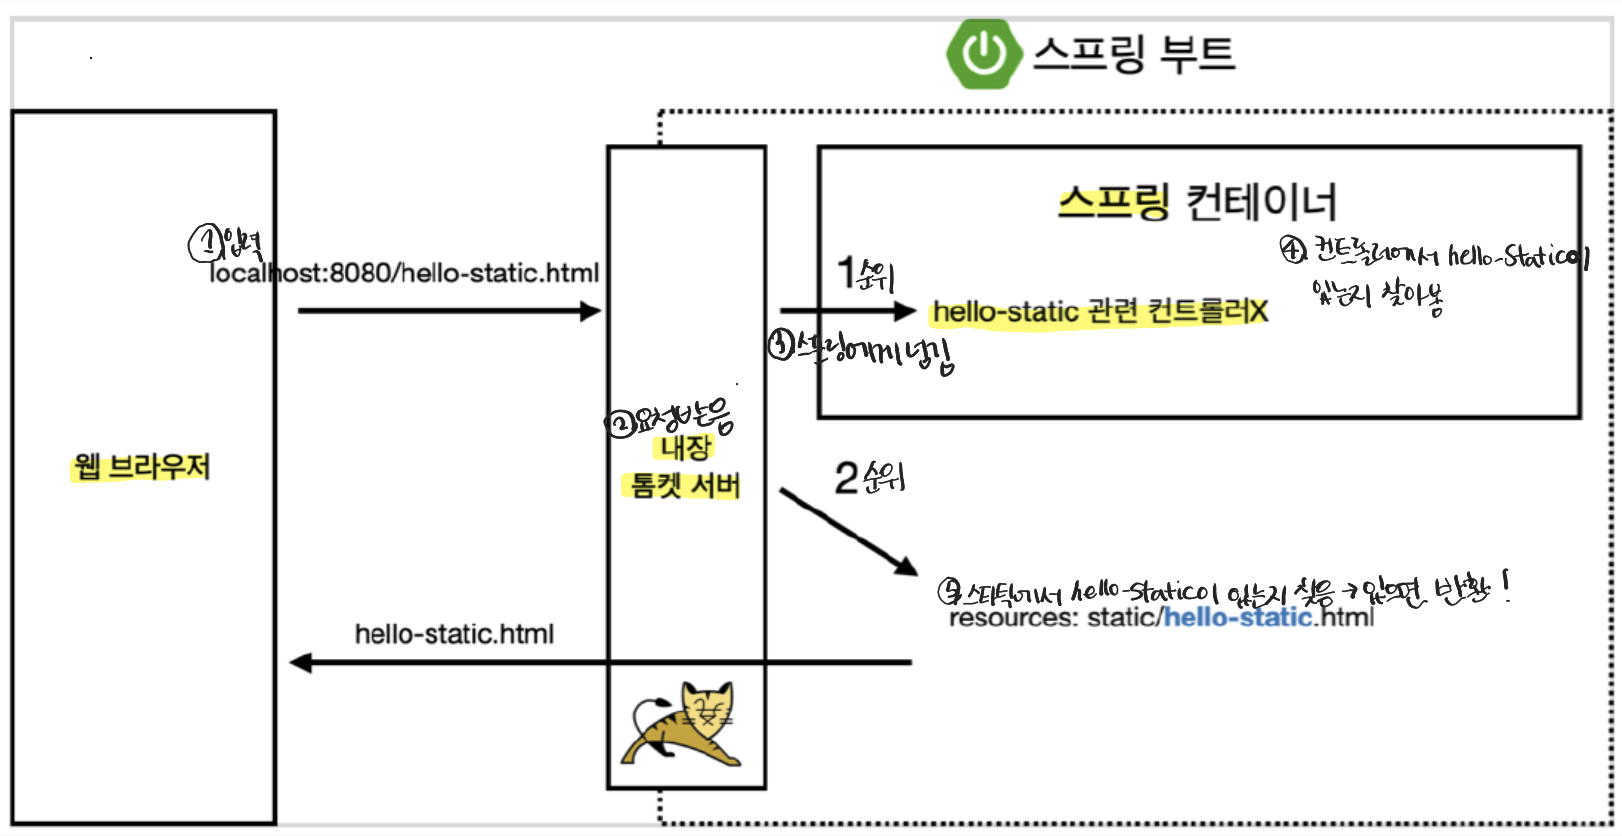 스프링 부트
스프링 컨테이너
①입력
localhost:8080/hello-static.html
1순위
④ 컨트롤러에서 hello-static이
있는지 찾아봄
hello-static 관련 컨트롤러X
③스프링에게 넘김
②요청받음
내장
톰켓 서버
웹 브라우저
2순위
⑤스태틱에서 hello-static이 있는지 찾음 → 있으면 반환!
resources: static/hello-static.html
hello-static.html